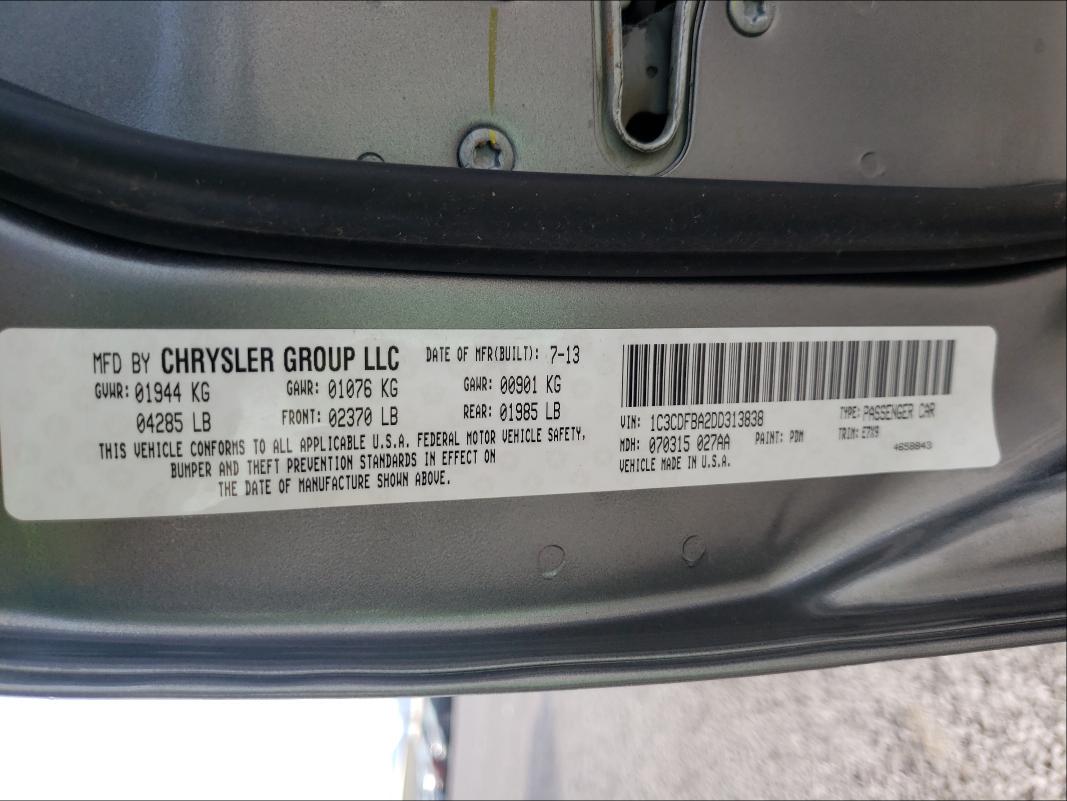 MFD BY CHRYSLER GROUP LLC DATE OF MFR(BUILT): 7-13
GVWR: 01944 KG GAWR: 01076 KG GAWR: 00901 KG
04285 LB FRONT: 02370 LB REAR: 01985 LB
THIS VEHICLE CONFORMS TO ALL APPLICABLE U.S.A. FEDERAL MOTOR VEHICLE SAFETY,
BUMPER AND THEFT PREVENTION STANDARDS IN EFFECT ON
THE DATE OF MANUFACTURE SHOWN ABOVE.
VIN: 1C3CDFBA2DD313838 TYPE: PASSENGER CAR
MDH: 070315 027AA PAINT: PDM TRIM: E7X9
VEHICLE MADE IN U.S.A. 4658843